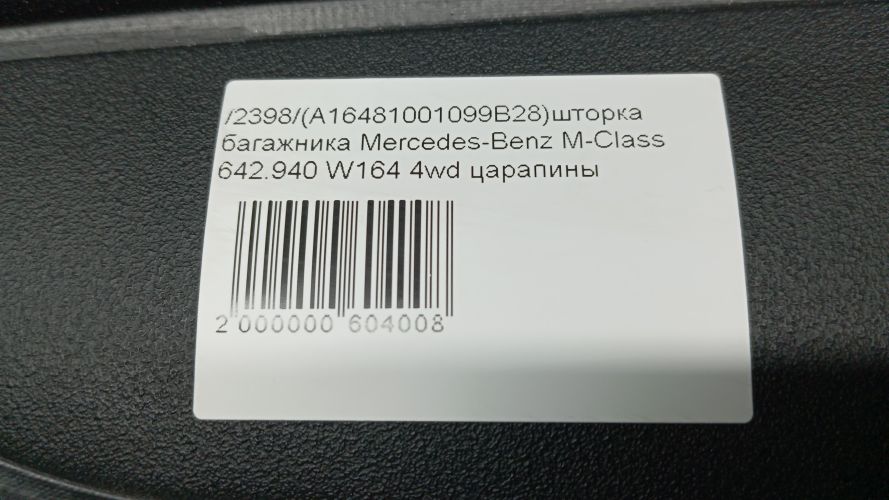 /2398/(A16481001099B28)шторка
багажника Mercedes-Benz M-Class
642.940 W164 4wd царапины
2 000000 604008